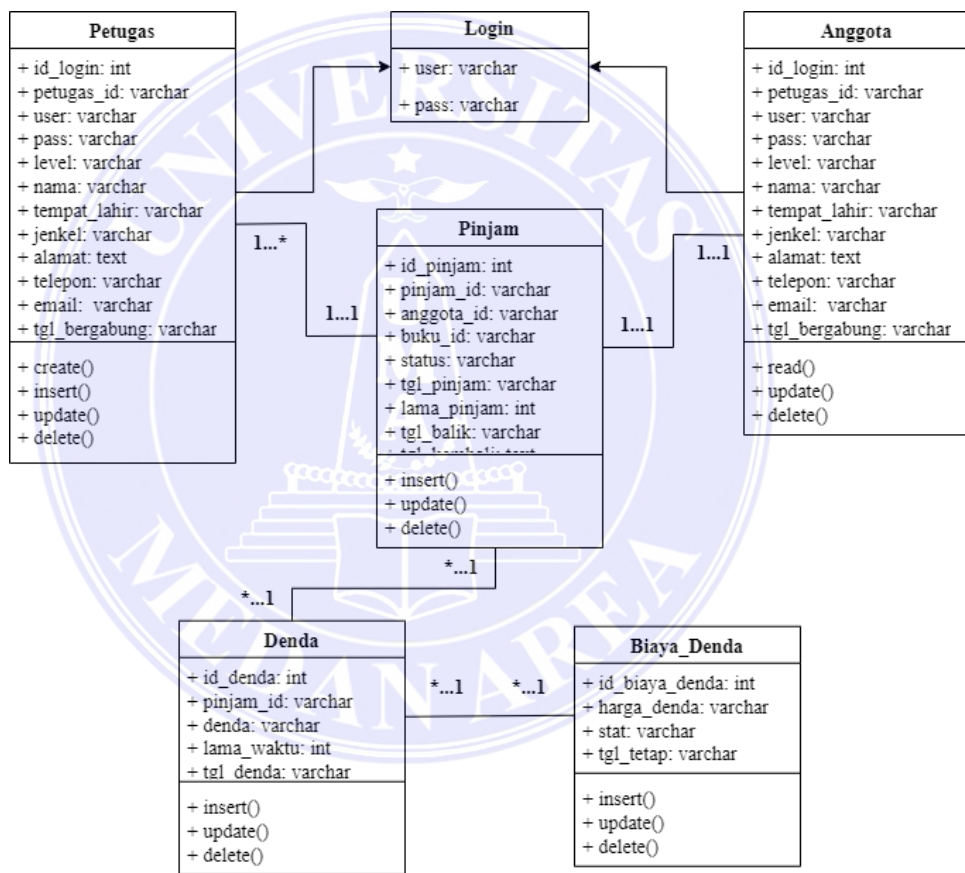 Petugas
+ id_login: int
+ petugas_id: varchar
+ user: varchar
+ pass: varchar
+ level: varchar
+ nama: varchar
+ tempat_lahir: varchar
+ jenkel: varchar
+ alamat: text
+ telepon: varchar
+ email:  varchar
+ tgl_bergabung: varchar
+ create()
+ insert()
+ update()
+ delete()
Login
+ user: varchar
+ pass: varchar
Anggota
+ id_login: int
+ petugas_id: varchar
+ user: varchar
+ pass: varchar
+ level: varchar
+ nama: varchar
+ tempat_lahir: varchar
+ jenkel: varchar
+ alamat: text
+ telepon: varchar
+ email:  varchar
+ tgl_bergabung: varchar
+ read()
+ update()
+ delete()
1...*
1...1
1...1
1...1
Pinjam
+ id_pinjam: int
+ pinjam_id: varchar
+ anggota_id: varchar
+ buku_id: varchar
+ status: varchar
+ tgl_pinjam: varchar
+ lama_pinjam: int
+ tgl_balik: varchar
+ insert()
+ update()
+ delete()
*...1
*...1
Denda
+ id_denda: int
+ pinjam_id: varchar
+ denda: varchar
+ lama_waktu: int
+ tgl_denda: varchar
+ insert()
+ update()
+ delete()
*...1
*...1
Biaya_Denda
+ id_biaya_denda: int
+ harga_denda: varchar
+ stat: varchar
+ tgl_tetap: varchar
+ insert()
+ update()
+ delete()
UNIVERSITAS
MEDAN AREA